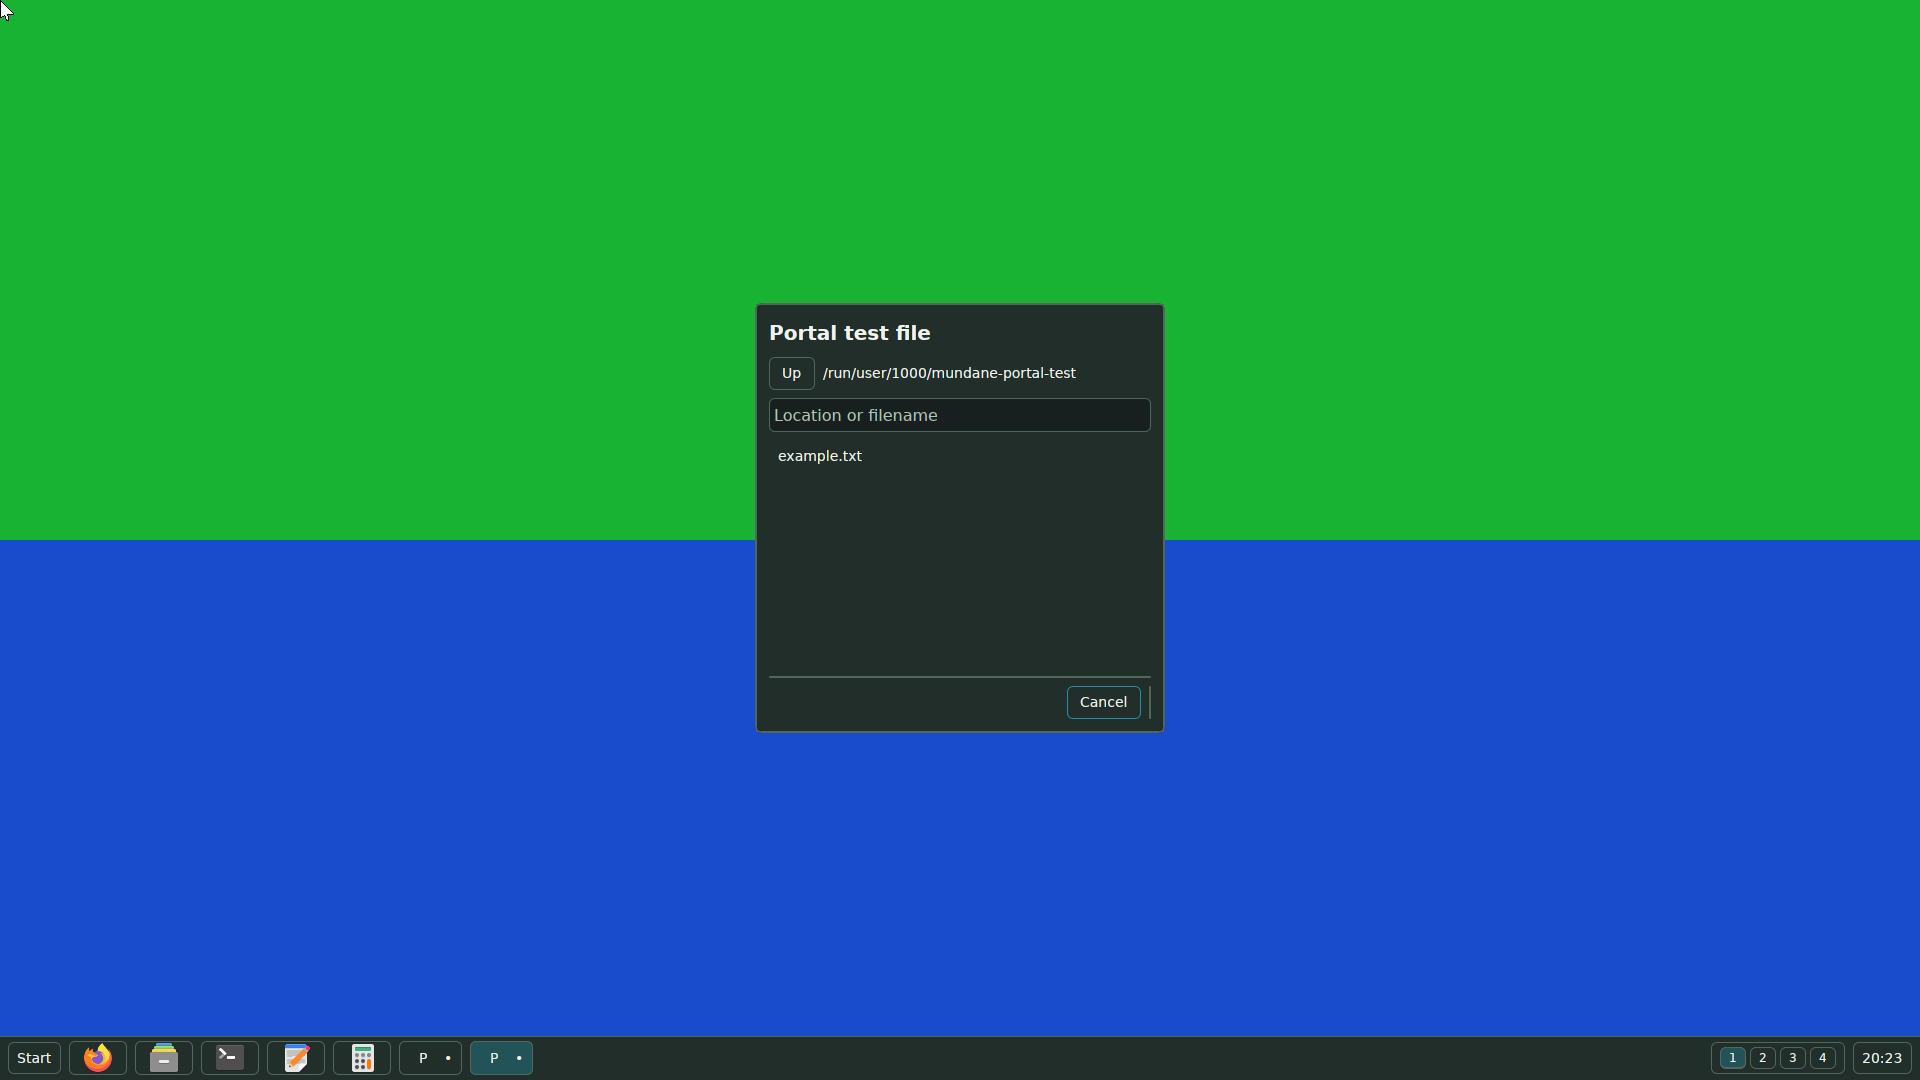 Portal test file
Up /run/user/1000/mundane-portal-test
Location or filename
example.txt
Cancel
Start P • P • 1 2 3 4 20:23